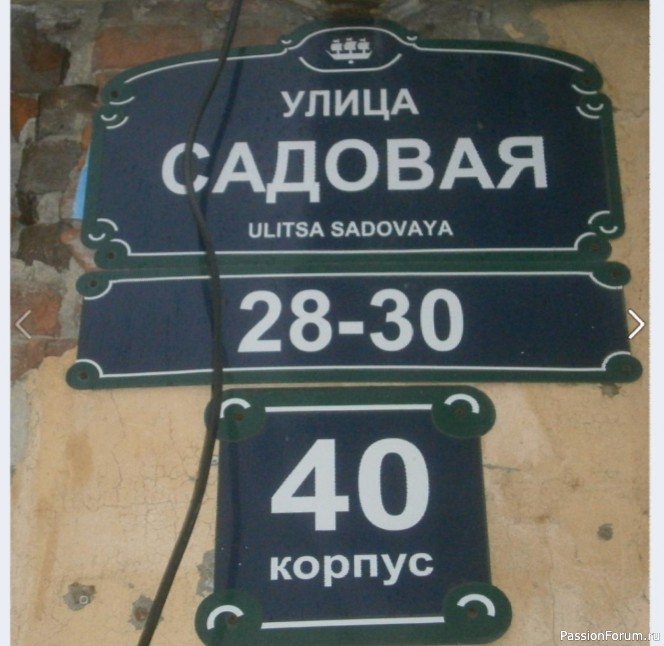 УЛИЦА
САДОВАЯ
ULITSA SADOVAYA
28-30
40
корпус
PassionForum.ru